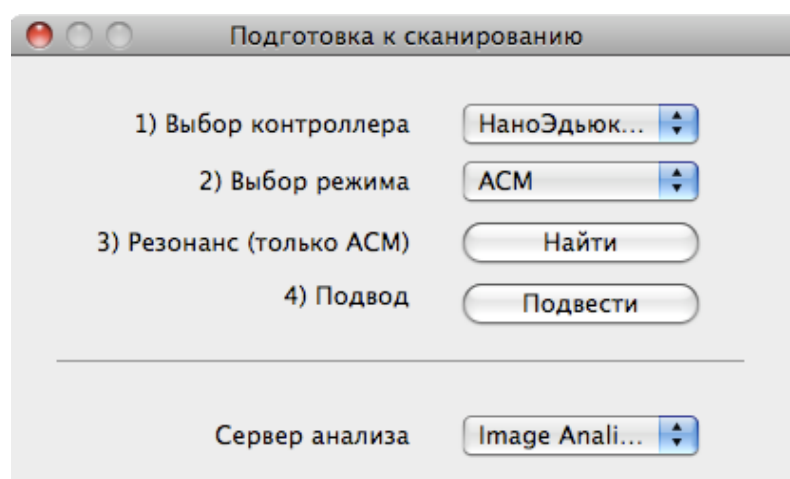 Подготовка к сканированию
1) Выбор контроллера НаноЭдьюк...
2) Выбор режима АСМ
3) Резонанс (только АСМ) Найти
4) Подвод Подвести
Сервер анализа Image Anali...